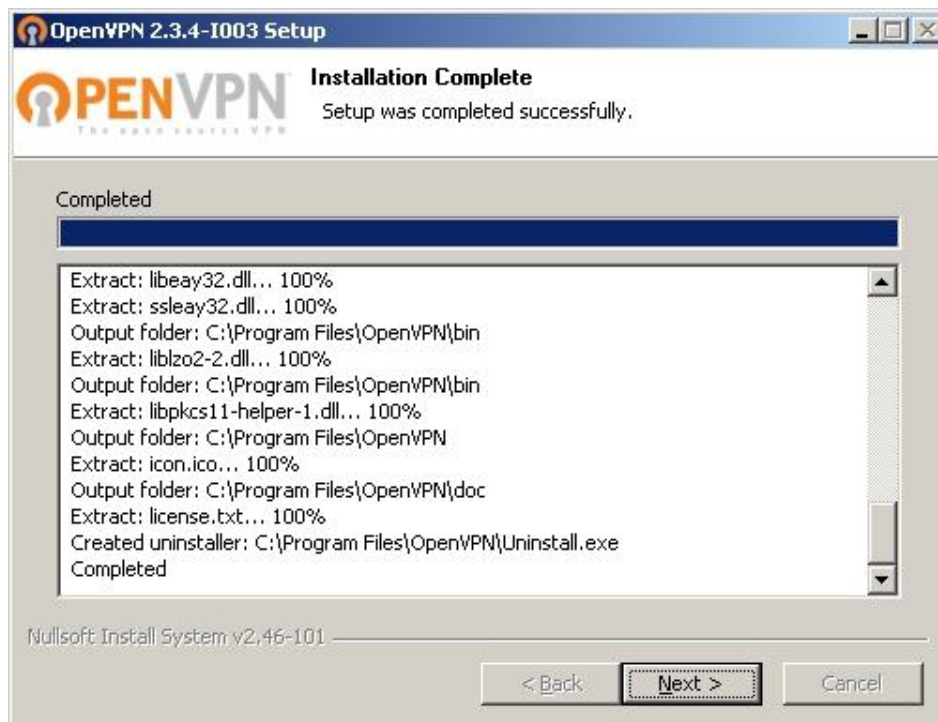 OpenVPN 2.3.4-I003 Setup
OPENVPN
The open source VPN
Installation Complete
Setup was completed successfully.
Completed
Extract: libeay32.dll... 100%
Extract: ssleay32.dll... 100%
Output folder: C:\Program Files\OpenVPN\bin
Extract: liblzo2-2.dll... 100%
Output folder: C:\Program Files\OpenVPN\bin
Extract: libpkcs11-helper-1.dll... 100%
Output folder: C:\Program Files\OpenVPN
Extract: icon.ico... 100%
Output folder: C:\Program Files\OpenVPN\doc
Extract: license.txt... 100%
Created uninstaller: C:\Program Files\OpenVPN\Uninstall.exe
Completed
Nullsoft Install System v2.46-101
< Back Next > Cancel